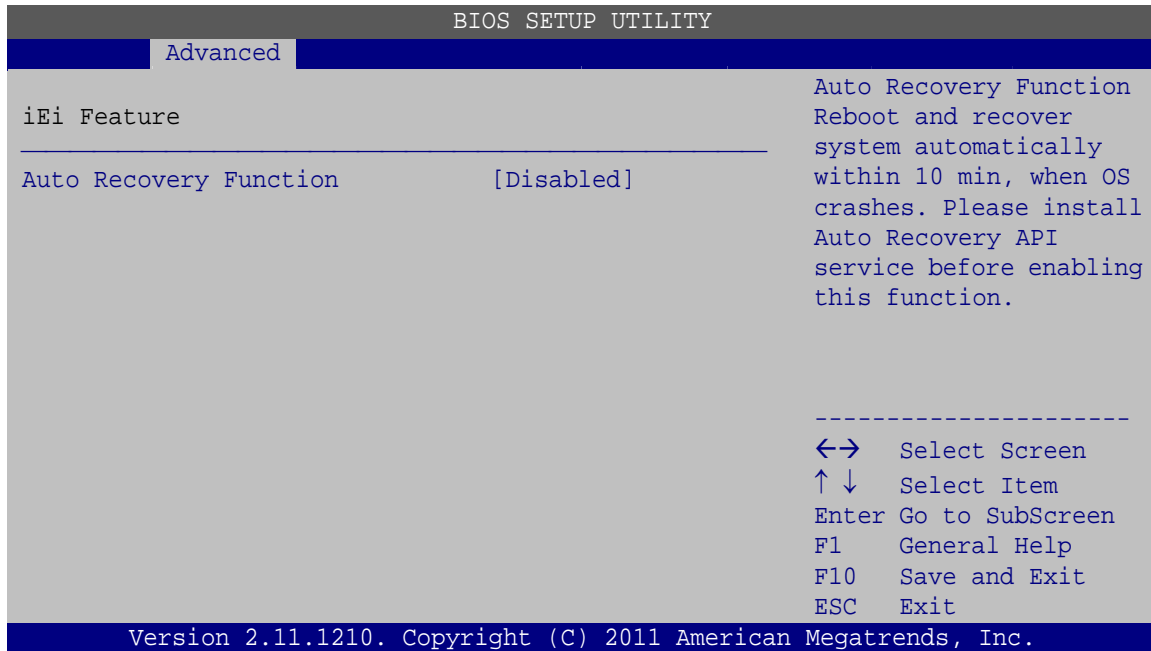 BIOS SETUP UTILITY
Advanced
iEi Feature
Auto Recovery Function [Disabled]
Auto Recovery Function
Reboot and recover
system automatically
within 10 min, when OS
crashes. Please install
Auto Recovery API
service before enabling
this function.
-----------------------
←→ Select Screen
↑ ↓ Select Item
Enter Go to SubScreen
F1 General Help
F10 Save and Exit
ESC Exit
Version 2.11.1210. Copyright (C) 2011 American Megatrends, Inc.